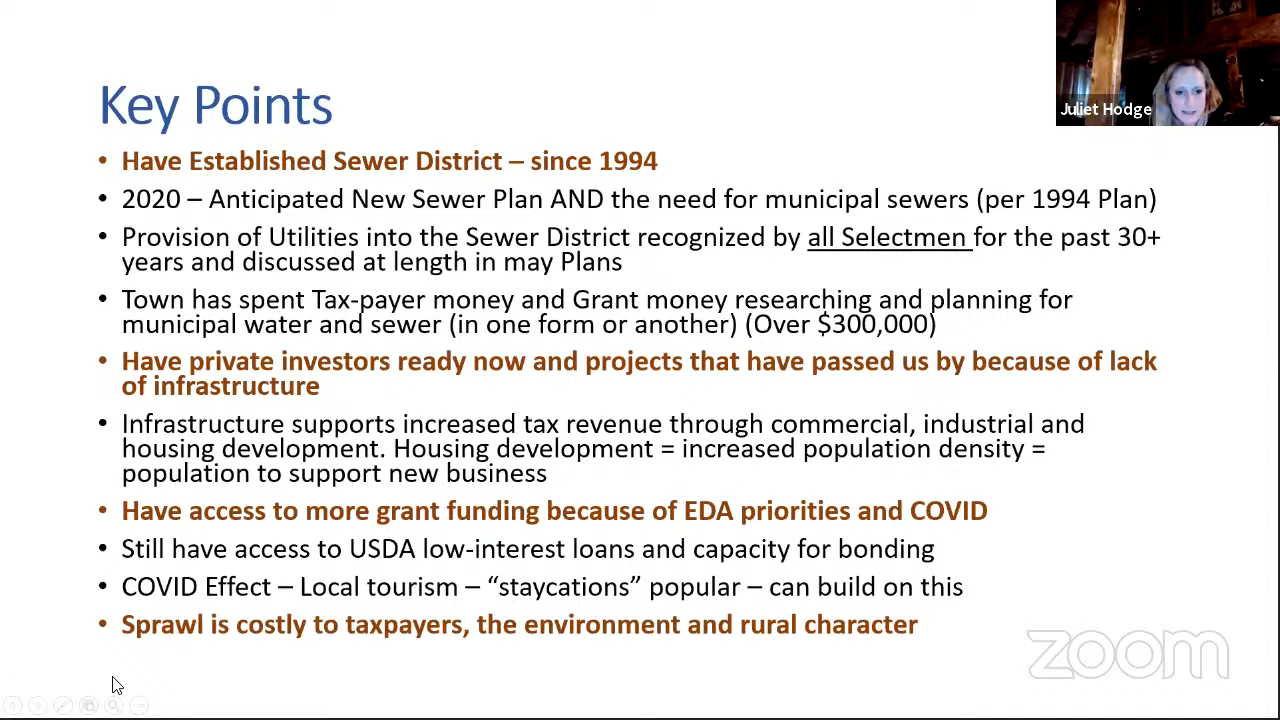 Juliet Hodge
Key Points
• Have Established Sewer District – since 1994
• 2020 – Anticipated New Sewer Plan AND the need for municipal sewers (per 1994 Plan)
• Provision of Utilities into the Sewer District recognized by all Selectmen for the past 30+
years and discussed at length in may Plans
• Town has spent Tax-payer money and Grant money researching and planning for
municipal water and sewer (in one form or another) (Over $300,000)
• Have private investors ready now and projects that have passed us by because of lack
of infrastructure
• Infrastructure supports increased tax revenue through commercial, industrial and
housing development. Housing development = increased population density =
population to support new business
• Have access to more grant funding because of EDA priorities and COVID
• Still have access to USDA low-interest loans and capacity for bonding
• COVID Effect – Local tourism – “staycations” popular – can build on this
• Sprawl is costly to taxpayers, the environment and rural character
zoom